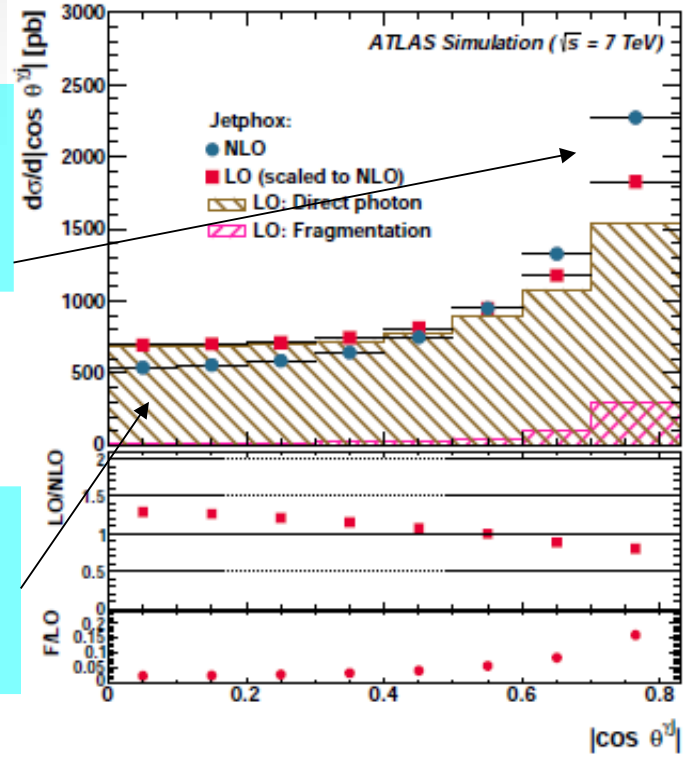 3000
ATLAS Simulation ( √s = 7 TeV)
dσ/d|cos θ^γj| [pb]
2500
Jetphox:
NLO
2000
LO (scaled to NLO)
LO: Direct photon
1500
LO: Fragmentation
1000
500
0
LO/NLO
2
1.5
1
0.5
0
F/LO
0.2
0.15
0.1
0.05
0
0 0.2 0.4 0.6 0.8
|cos θ^γj|